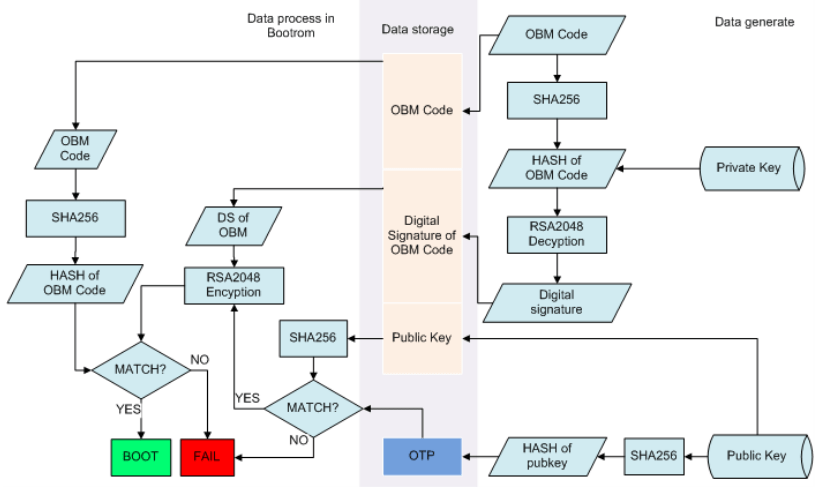 Data process in
Bootrom
Data storage
Data generate
OBM Code
SHA256
HASH of
OBM Code
Private Key
RSA2048
Decyption
Digital
signature
OBM Code
Digital
Signature of
OBM Code
Public Key
OBM
Code
SHA256
HASH of
OBM Code
DS of
OBM
RSA2048
Encyption
SHA256
MATCH?
NO
YES
MATCH?
YES
NO
BOOT
FAIL
OTP
HASH of
pubkey
SHA256
Public Key